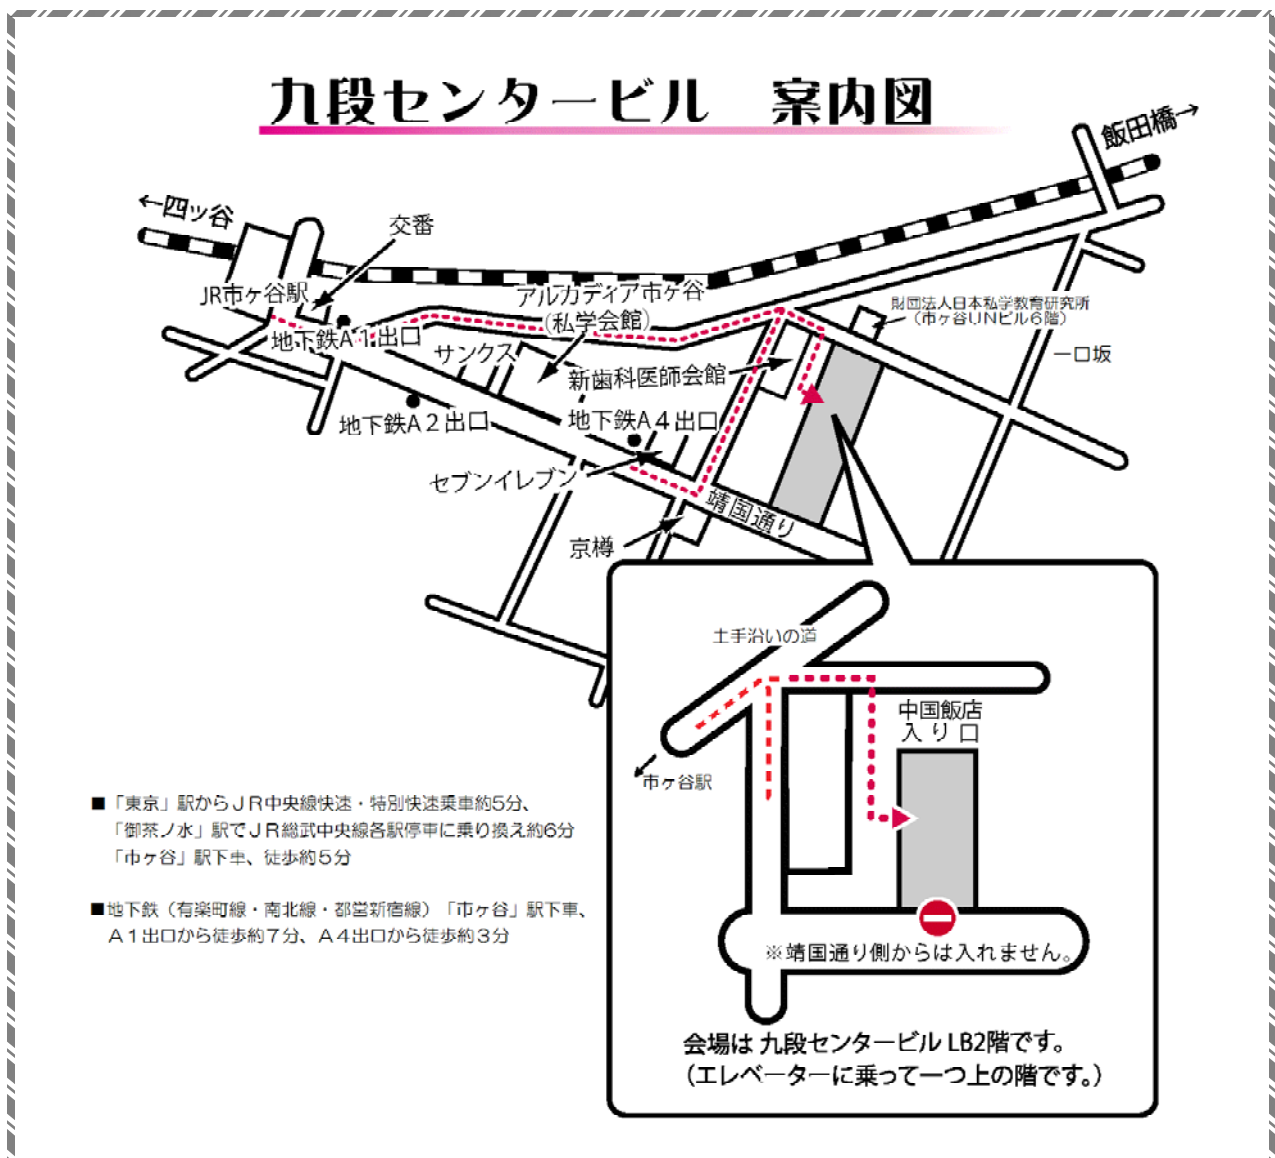 九段センタービル　案内図
飯田橋→
←四ッ谷
交番
JR市ヶ谷駅
アルカディア市ヶ谷
(私学会館)
財団法人日本私学教育研究所
（市ヶ谷UNビル６階）
地下鉄A１出口
サンクス
一口坂
新歯科医師会館
地下鉄A２出口
地下鉄A４出口
セブンイレブン
靖国通り
京樽
土手沿いの道
中国飯店
入り口
市ヶ谷駅
■「東京」駅からＪＲ中央線快速・特別快速乗車約5分、
「御茶ノ水」駅でＪＲ総武中央線各駅停車に乗り換え約6分
「市ヶ谷」駅下車、徒歩約５分
■地下鉄（有楽町線・南北線・都営新宿線）「市ヶ谷」駅下車、
Ａ１出口から徒歩約７分、Ａ４出口から徒歩約３分
※靖国通り側からは入れません。
会場は 九段センタービル LB2階です。
（エレベーターに乗って一つ上の階です。）